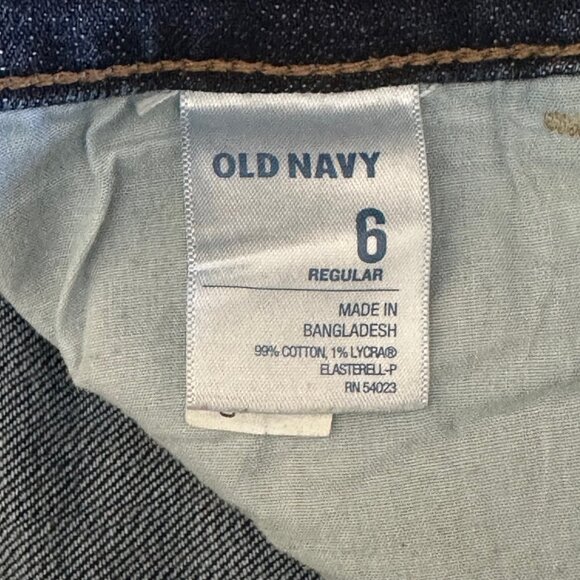 OLD NAVY
6
REGULAR
MADE IN
BANGLADESH
99% COTTON, 1% LYCRA®
ELASTERELL-P
RN 54023